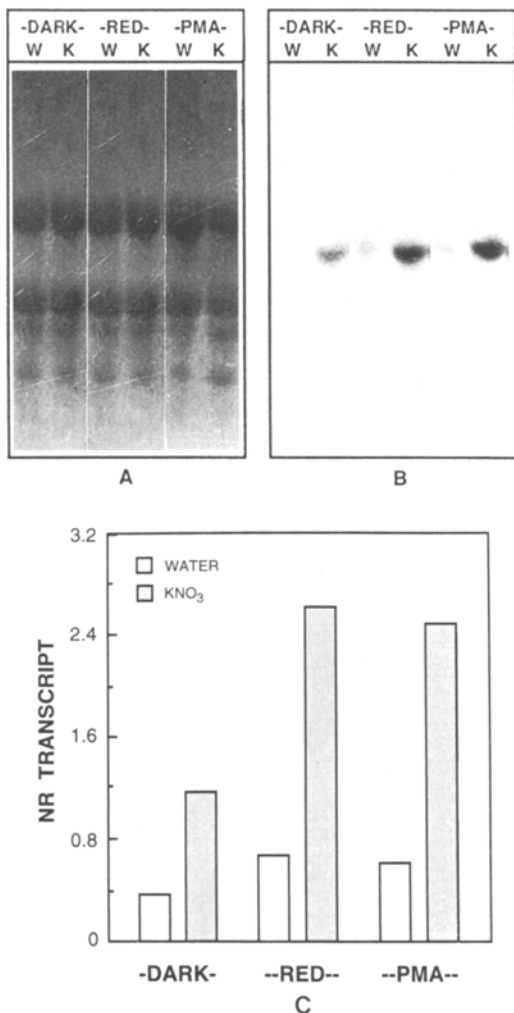 -DARK- -RED- -PMA-
W K W K W K
A
-DARK- -RED- -PMA-
W K W K W K
B
3.2
2.4
1.6
0.8
0
NR TRANSCRIPT
WATER
KNO₃
-DARK- --RED-- --PMA--
C